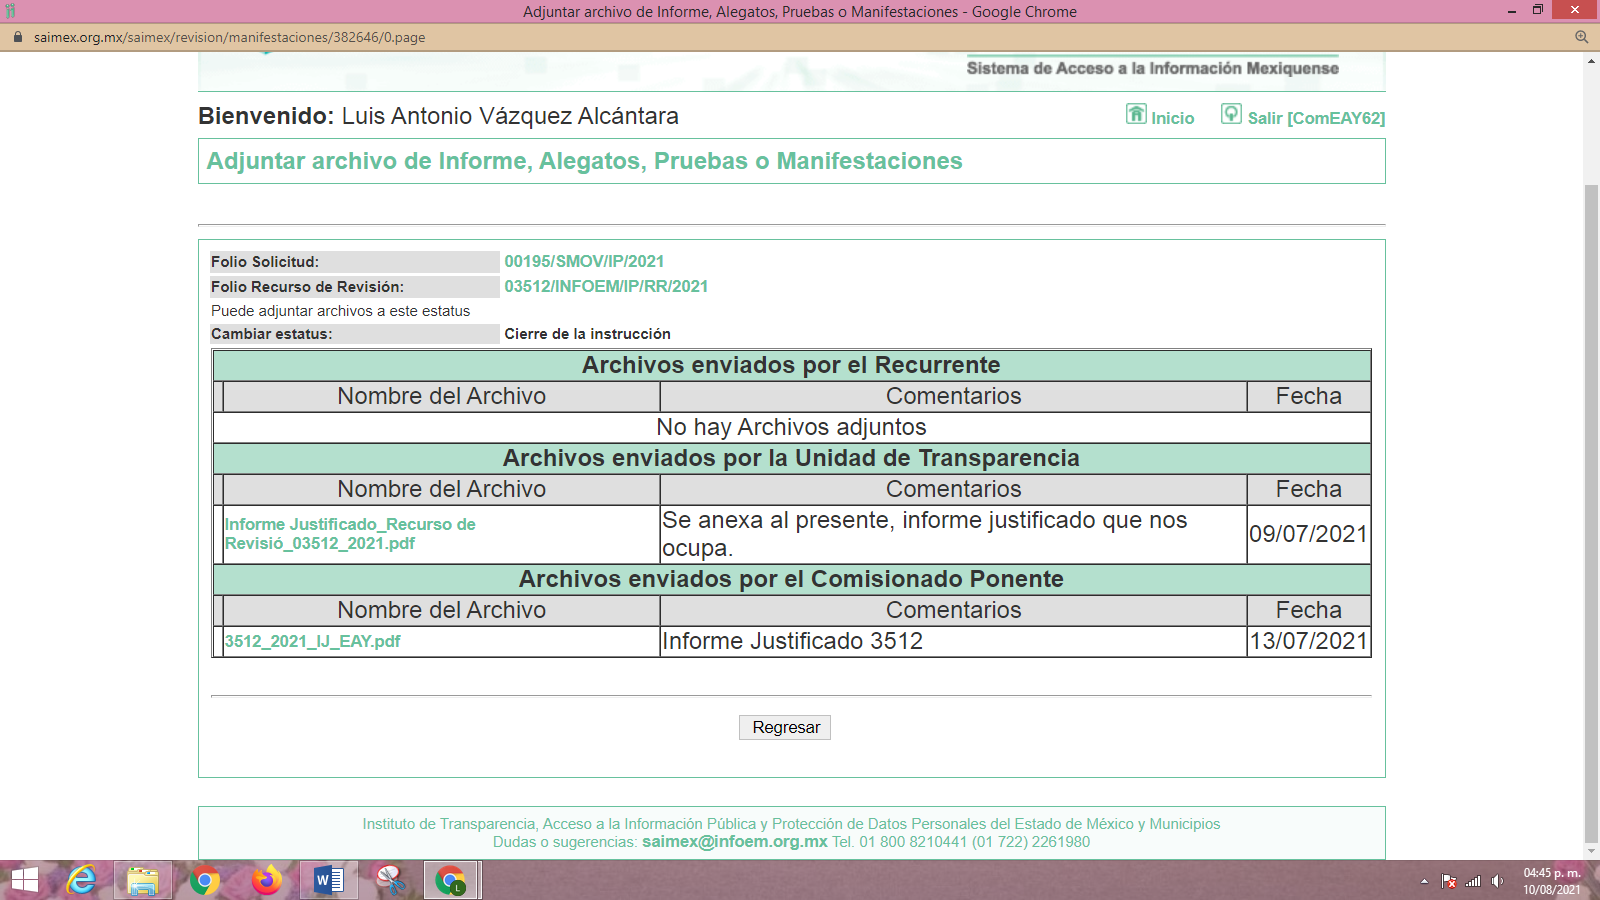 Adjuntar archivo de Informe, Alegatos, Pruebas o Manifestaciones - Google Chrome
saimex.org.mx/saimex/revision/manifestaciones/382646/0.page
Sistema de Acceso a la Información Mexiquense
Bienvenido: Luis Antonio Vázquez Alcántara
Inicio
Salir [ComEAY62]
Adjuntar archivo de Informe, Alegatos, Pruebas o Manifestaciones
Folio Solicitud: 00195/SMOV/IP/2021
Folio Recurso de Revisión: 03512/INFOEM/IP/RR/2021
Puede adjuntar archivos a este estatus
Cambiar estatus: Cierre de la instrucción
Archivos enviados por el Recurrente
Nombre del Archivo Comentarios Fecha
No hay Archivos adjuntos
Archivos enviados por la Unidad de Transparencia
Nombre del Archivo Comentarios Fecha
Informe Justificado_Recurso de
Revisió_03512_2021.pdf
Se anexa al presente, informe justificado que nos
ocupa.
09/07/2021
Archivos enviados por el Comisionado Ponente
Nombre del Archivo Comentarios Fecha
3512_2021_IJ_EAY.pdf Informe Justificado 3512 13/07/2021
Regresar
Instituto de Transparencia, Acceso a la Información Pública y Protección de Datos Personales del Estado de México y Municipios
Dudas o sugerencias: saimex@infoem.org.mx Tel. 01 800 8210441 (01 722) 2261980
L
04:45 p. m.
10/08/2021